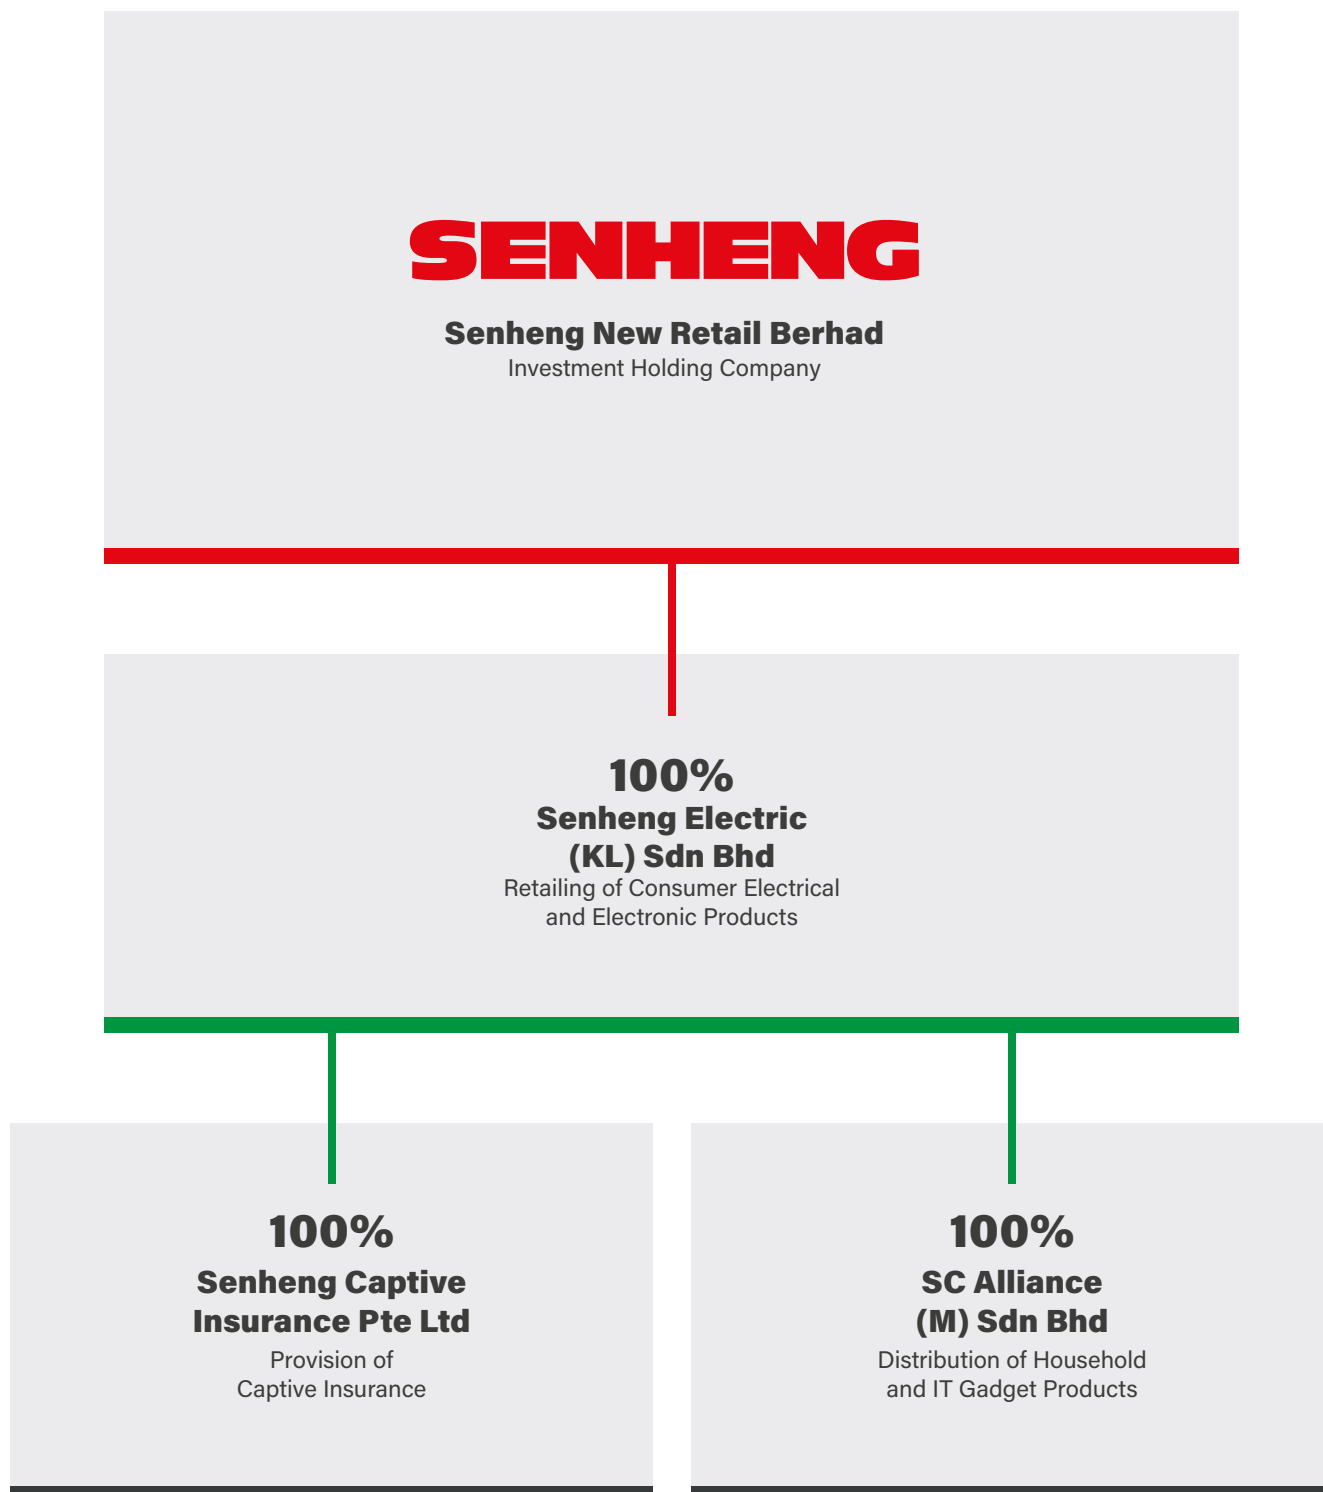 SENHENG
Senheng New Retail Berhad
Investment Holding Company
100%
Senheng Electric
(KL) Sdn Bhd
Retailing of Consumer Electrical
and Electronic Products
100%
Senheng Captive
Insurance Pte Ltd
Provision of
Captive Insurance
100%
SC Alliance
(M) Sdn Bhd
Distribution of Household
and IT Gadget Products